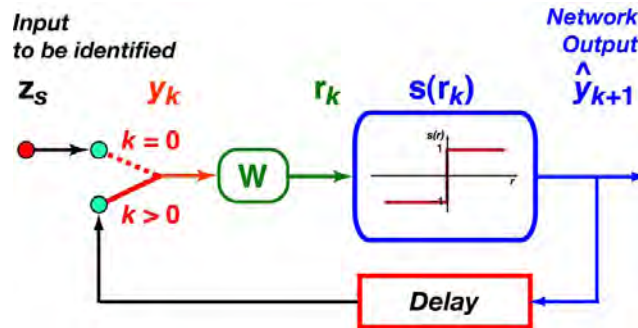 Input
to be identified
Network
Output
z_s
y_k
r_k
s(r_k)
ŷ_{k+1}
k = 0
k > 0
W
s(r)
1
r
-1
Delay